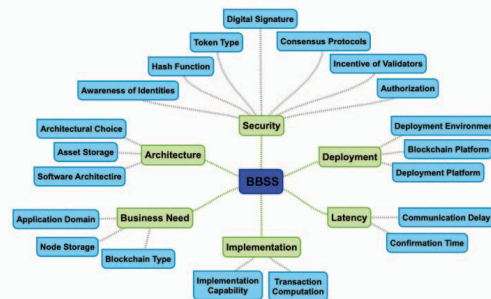 Digital Signature
Token Type
Consensus Protocols
Hash Function
Incentive of Validators
Awareness of Identities
Authorization
Security
Architectural Choice
Asset Storage
Software Architectire
Architecture
Deployment
Deployment Environment
Blockchain Platform
Deployment Platform
BBSS
Application Domain
Node Storage
Blockchain Type
Business Need
Latency
Communication Delay
Confirmation Time
Implementation
Implementation
Capability
Transaction
Computation